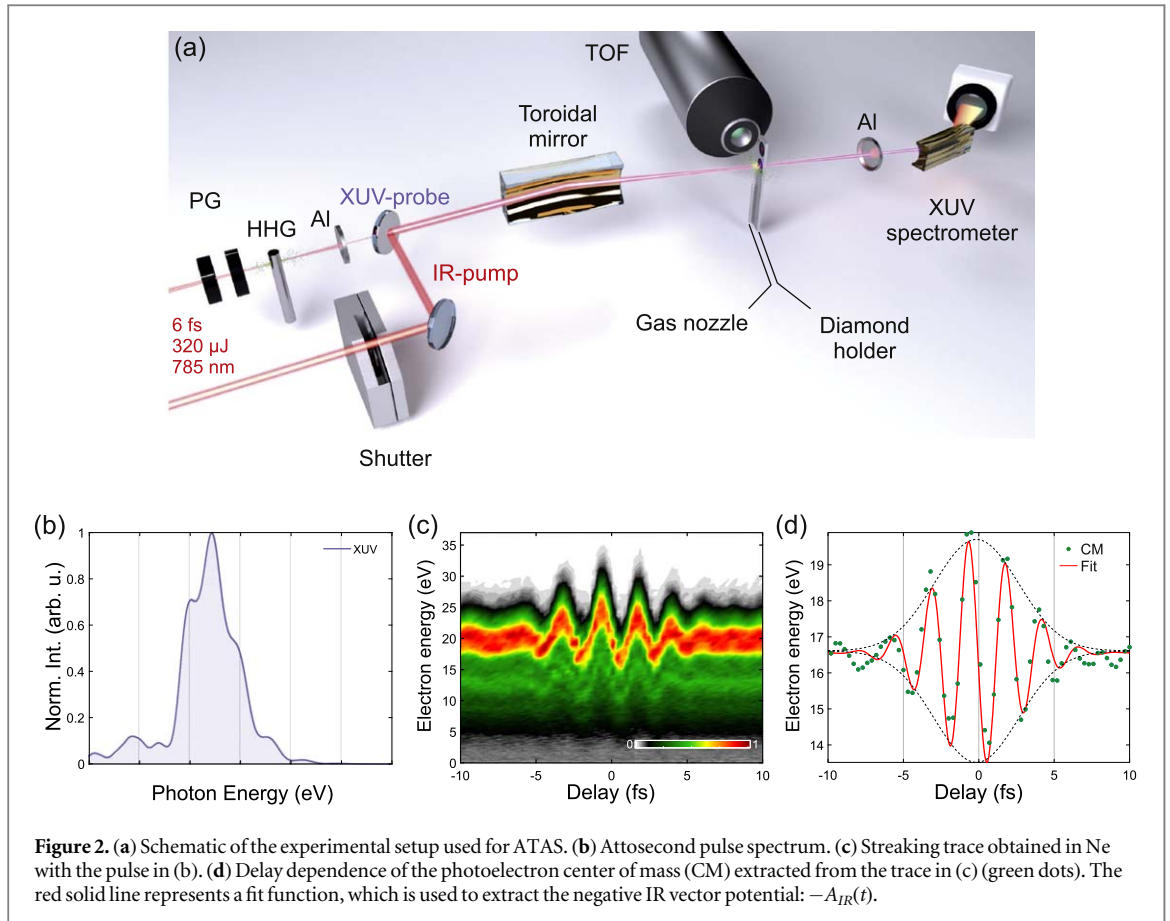 (a)
TOF
Toroidal
mirror
Al
XUV-probe
PG
HHG
Al
IR-pump
XUV
spectrometer
6 fs
320 µJ
785 nm
Gas nozzle
Diamond
holder
Shutter
(b)
1
0.8
0.6
0.4
0.2
0
Norm. Int. (arb. u.)
XUV
Photon Energy (eV)
(c)
35
30
25
20
15
10
5
0
Electron energy (eV)
0 1
-10 -5 0 5 10
Delay (fs)
(d)
19
18
17
16
15
14
Electron energy (eV)
CM
Fit
-10 -5 0 5 10
Delay (fs)
Figure 2. (a) Schematic of the experimental setup used for ATAS. (b) Attosecond pulse spectrum. (c) Streaking trace obtained in Ne
with the pulse in (b). (d) Delay dependence of the photoelectron center of mass (CM) extracted from the trace in (c) (green dots). The
red solid line represents a fit function, which is used to extract the negative IR vector potential: −A_IR(t).